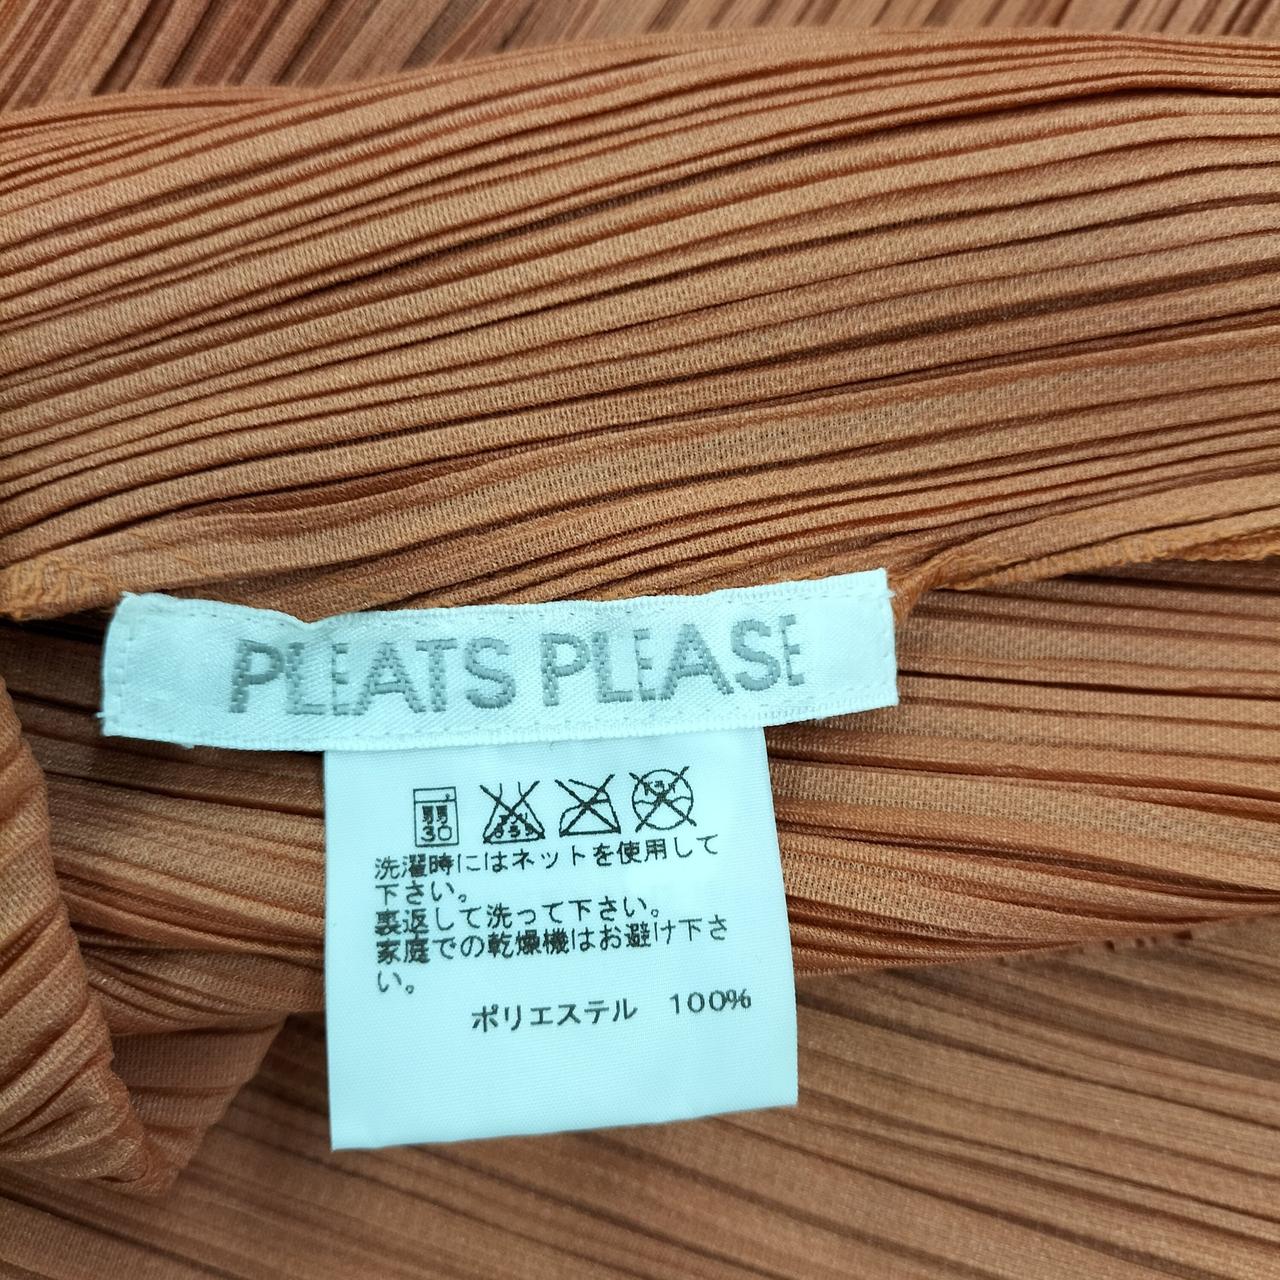 PLEATS PLEASE
弱
30
洗濯時にはネットを使用して
下さい。
裏返して洗って下さい。
家庭での乾燥機はお避け下さ
い。
ポリエステル 100%